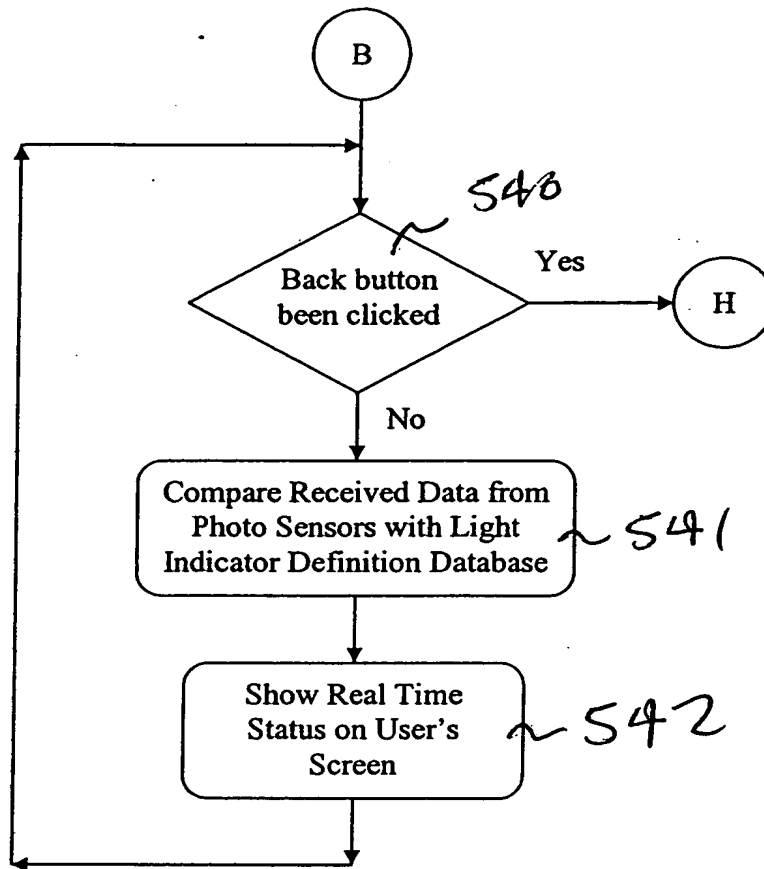 B
540
Back button
been clicked
Yes
H
No
Compare Received Data from
Photo Sensors with Light
Indicator Definition Database
541
Show Real Time
Status on User's
Screen
542